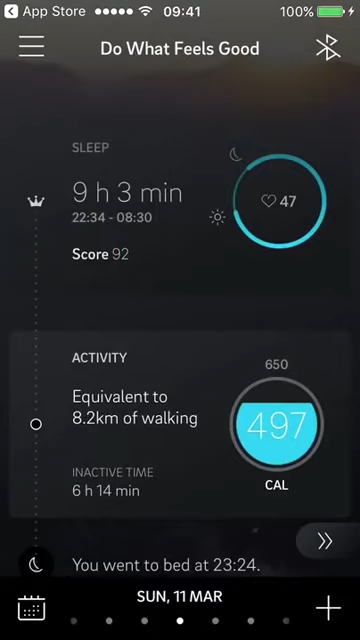 App Store 09:41 100%
Do What Feels Good
SLEEP
9 h 3 min
22:34 - 08:30
47
Score 92
ACTIVITY
650
Equivalent to
8.2km of walking
497
INACTIVE TIME
6 h 14 min
CAL
You went to bed at 23:24.
SUN, 11 MAR